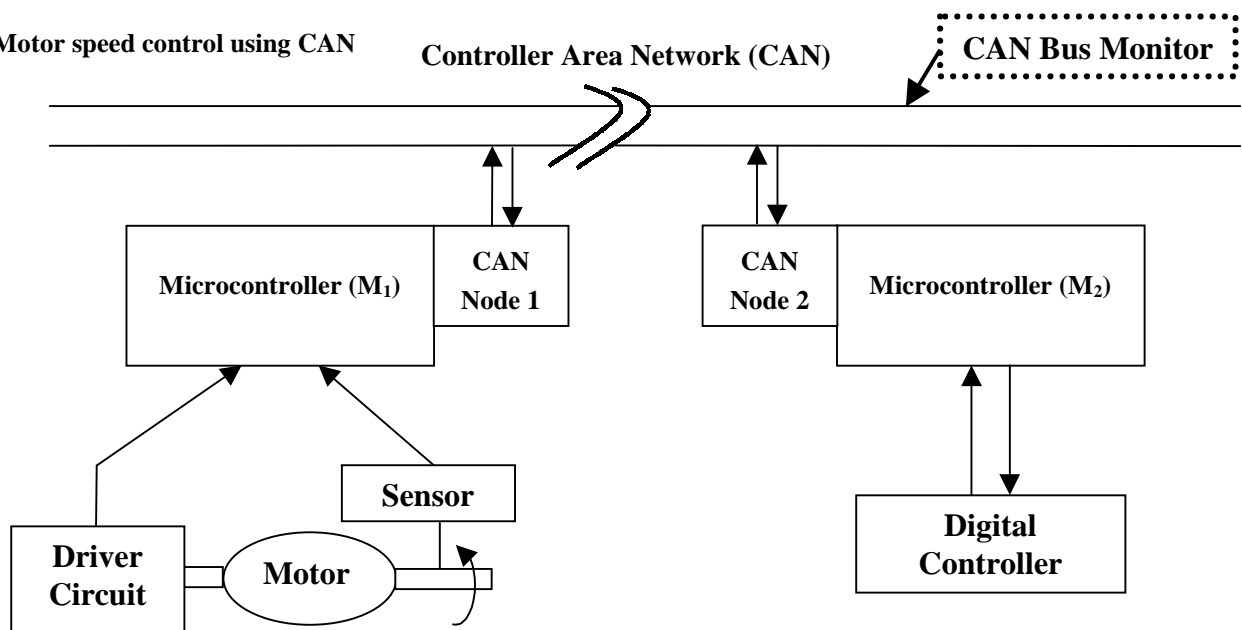 Motor speed control using CAN
Controller Area Network (CAN)
CAN Bus Monitor
Microcontroller (M₁)
CAN
Node 1
CAN
Node 2
Microcontroller (M₂)
Sensor
Driver
Circuit
Motor
Digital
Controller